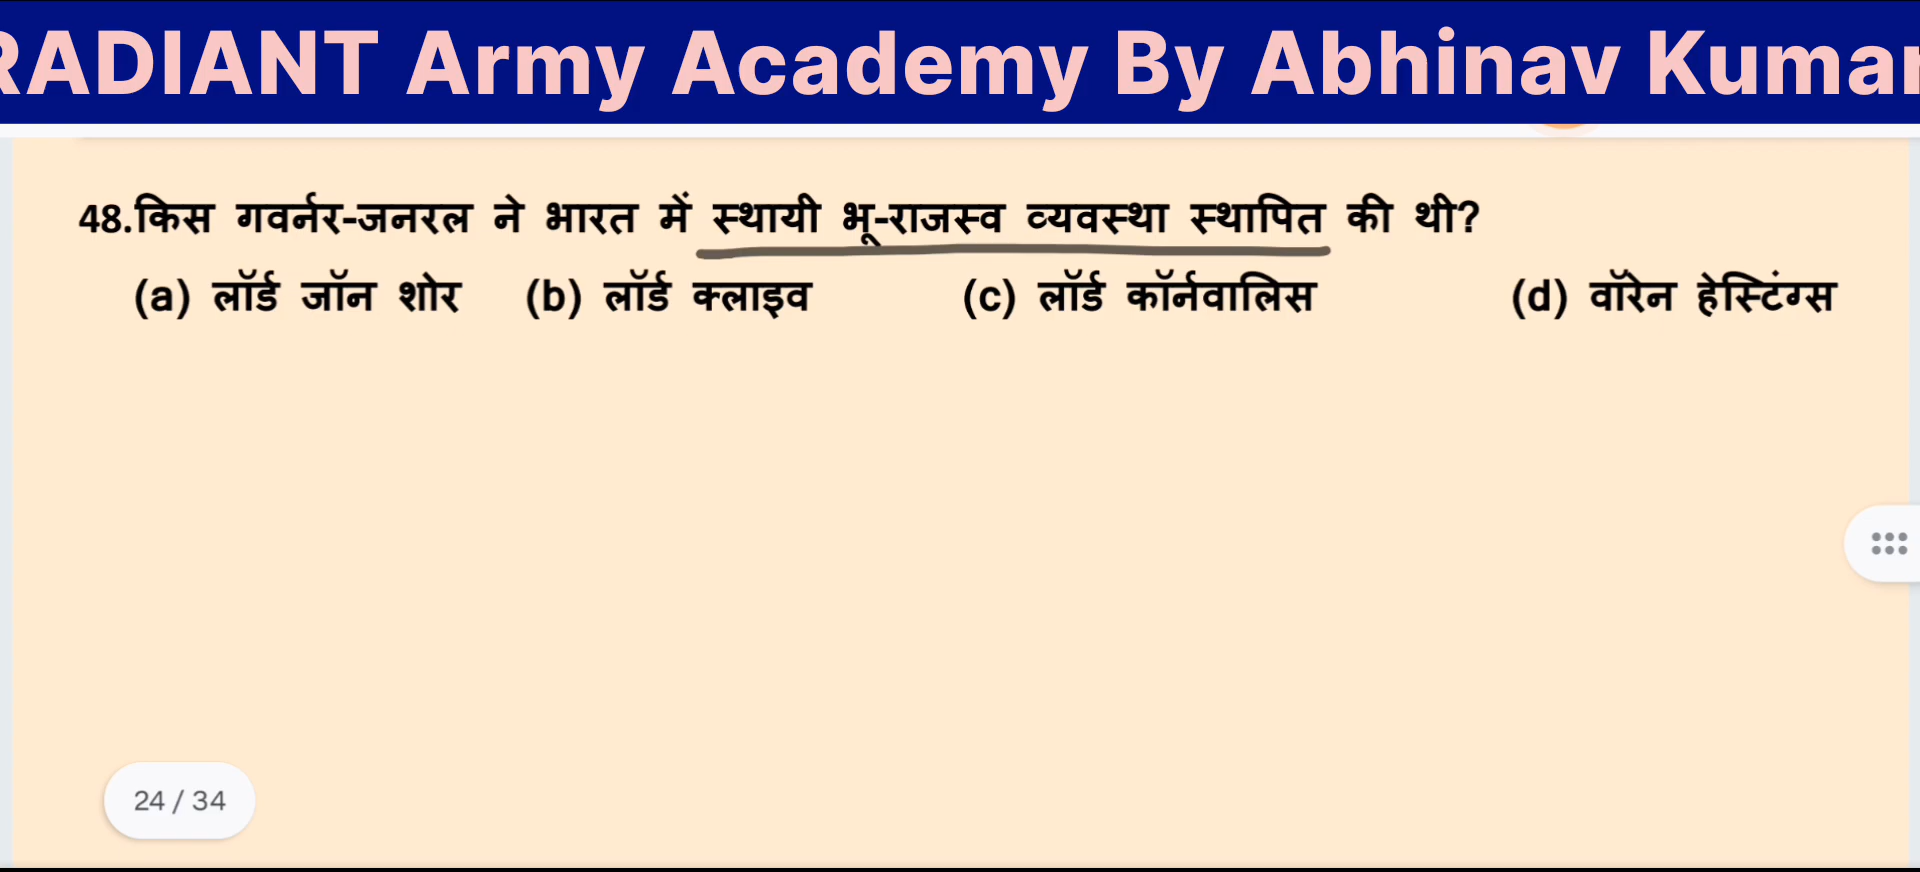 RADIANT Army Academy By Abhinav Kumar
48.किस गवर्नर-जनरल ने भारत में स्थायी भू-राजस्व व्यवस्था स्थापित की थी?
(a) लॉर्ड जॉन शोर (b) लॉर्ड क्लाइव (c) लॉर्ड कॉर्नवालिस (d) वॉरेन हेस्टिंग्स
24 / 34